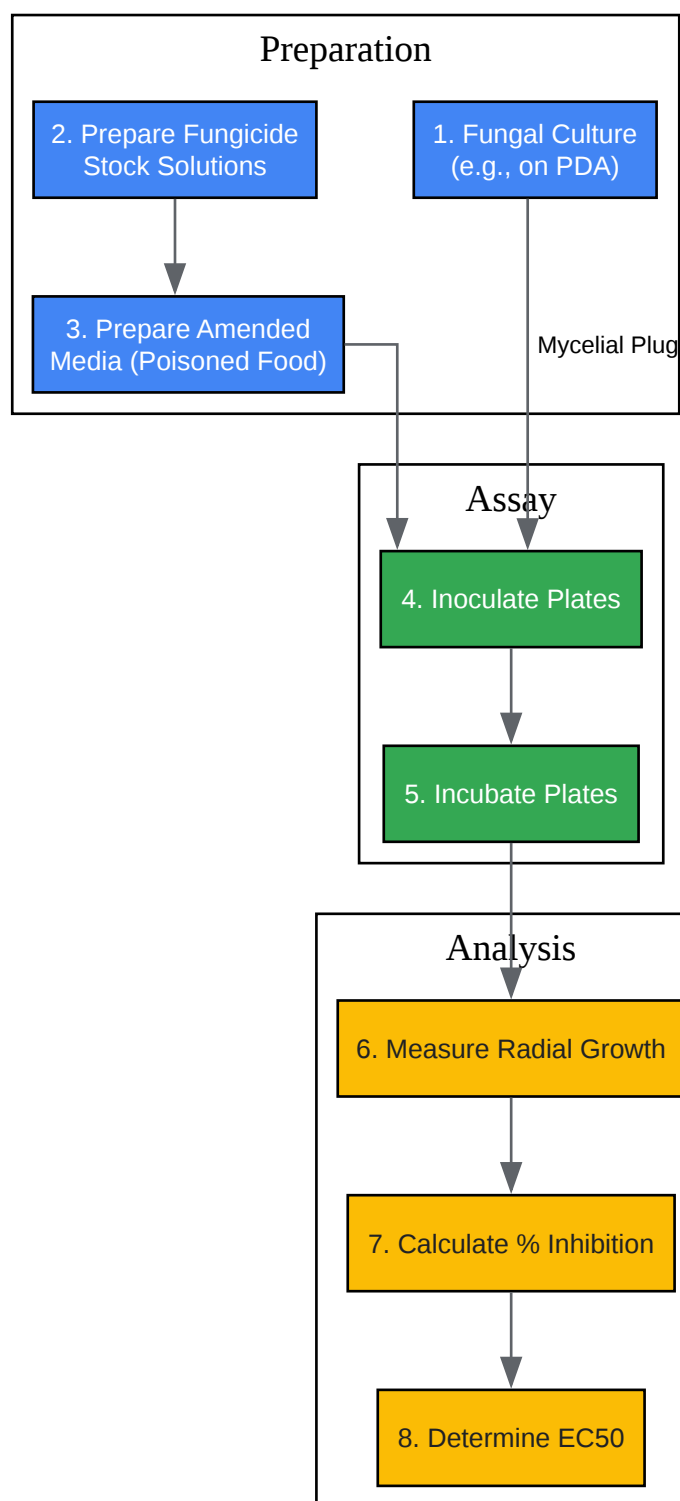 Preparation
2. Prepare Fungicide
Stock Solutions
1. Fungal Culture
(e.g., on PDA)
3. Prepare Amended
Media (Poisoned Food)
Mycelial Plug
Assay
4. Inoculate Plates
5. Incubate Plates
Analysis
6. Measure Radial Growth
7. Calculate % Inhibition
8. Determine EC50